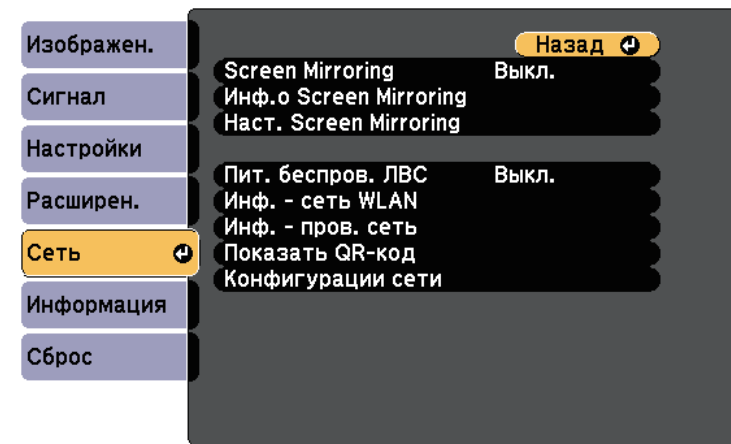 Изображен.
Сигнал
Настройки
Расширен.
Сеть
Информация
Сброс
Назад
Screen Mirroring Выкл.
Инф.о Screen Mirroring
Наст. Screen Mirroring
Пит. беспров. ЛВС Выкл.
Инф. - сеть WLAN
Инф. - пров. сеть
Показать QR-код
Конфигурации сети